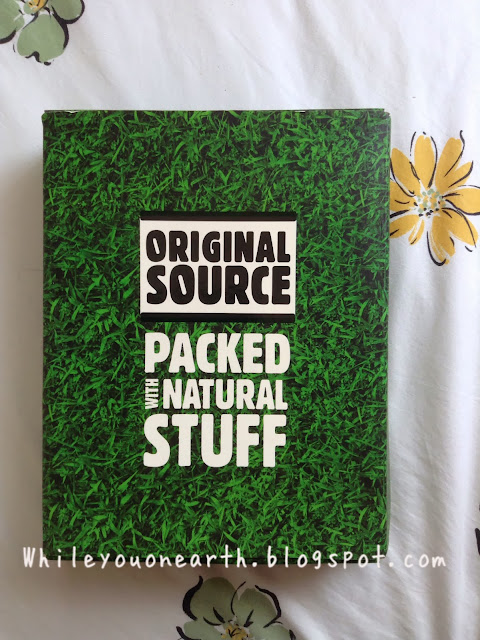 ORIGINAL
SOURCE
PACKED
WITH NATURAL
STUFF
Whileyouonearth.blogspot.com